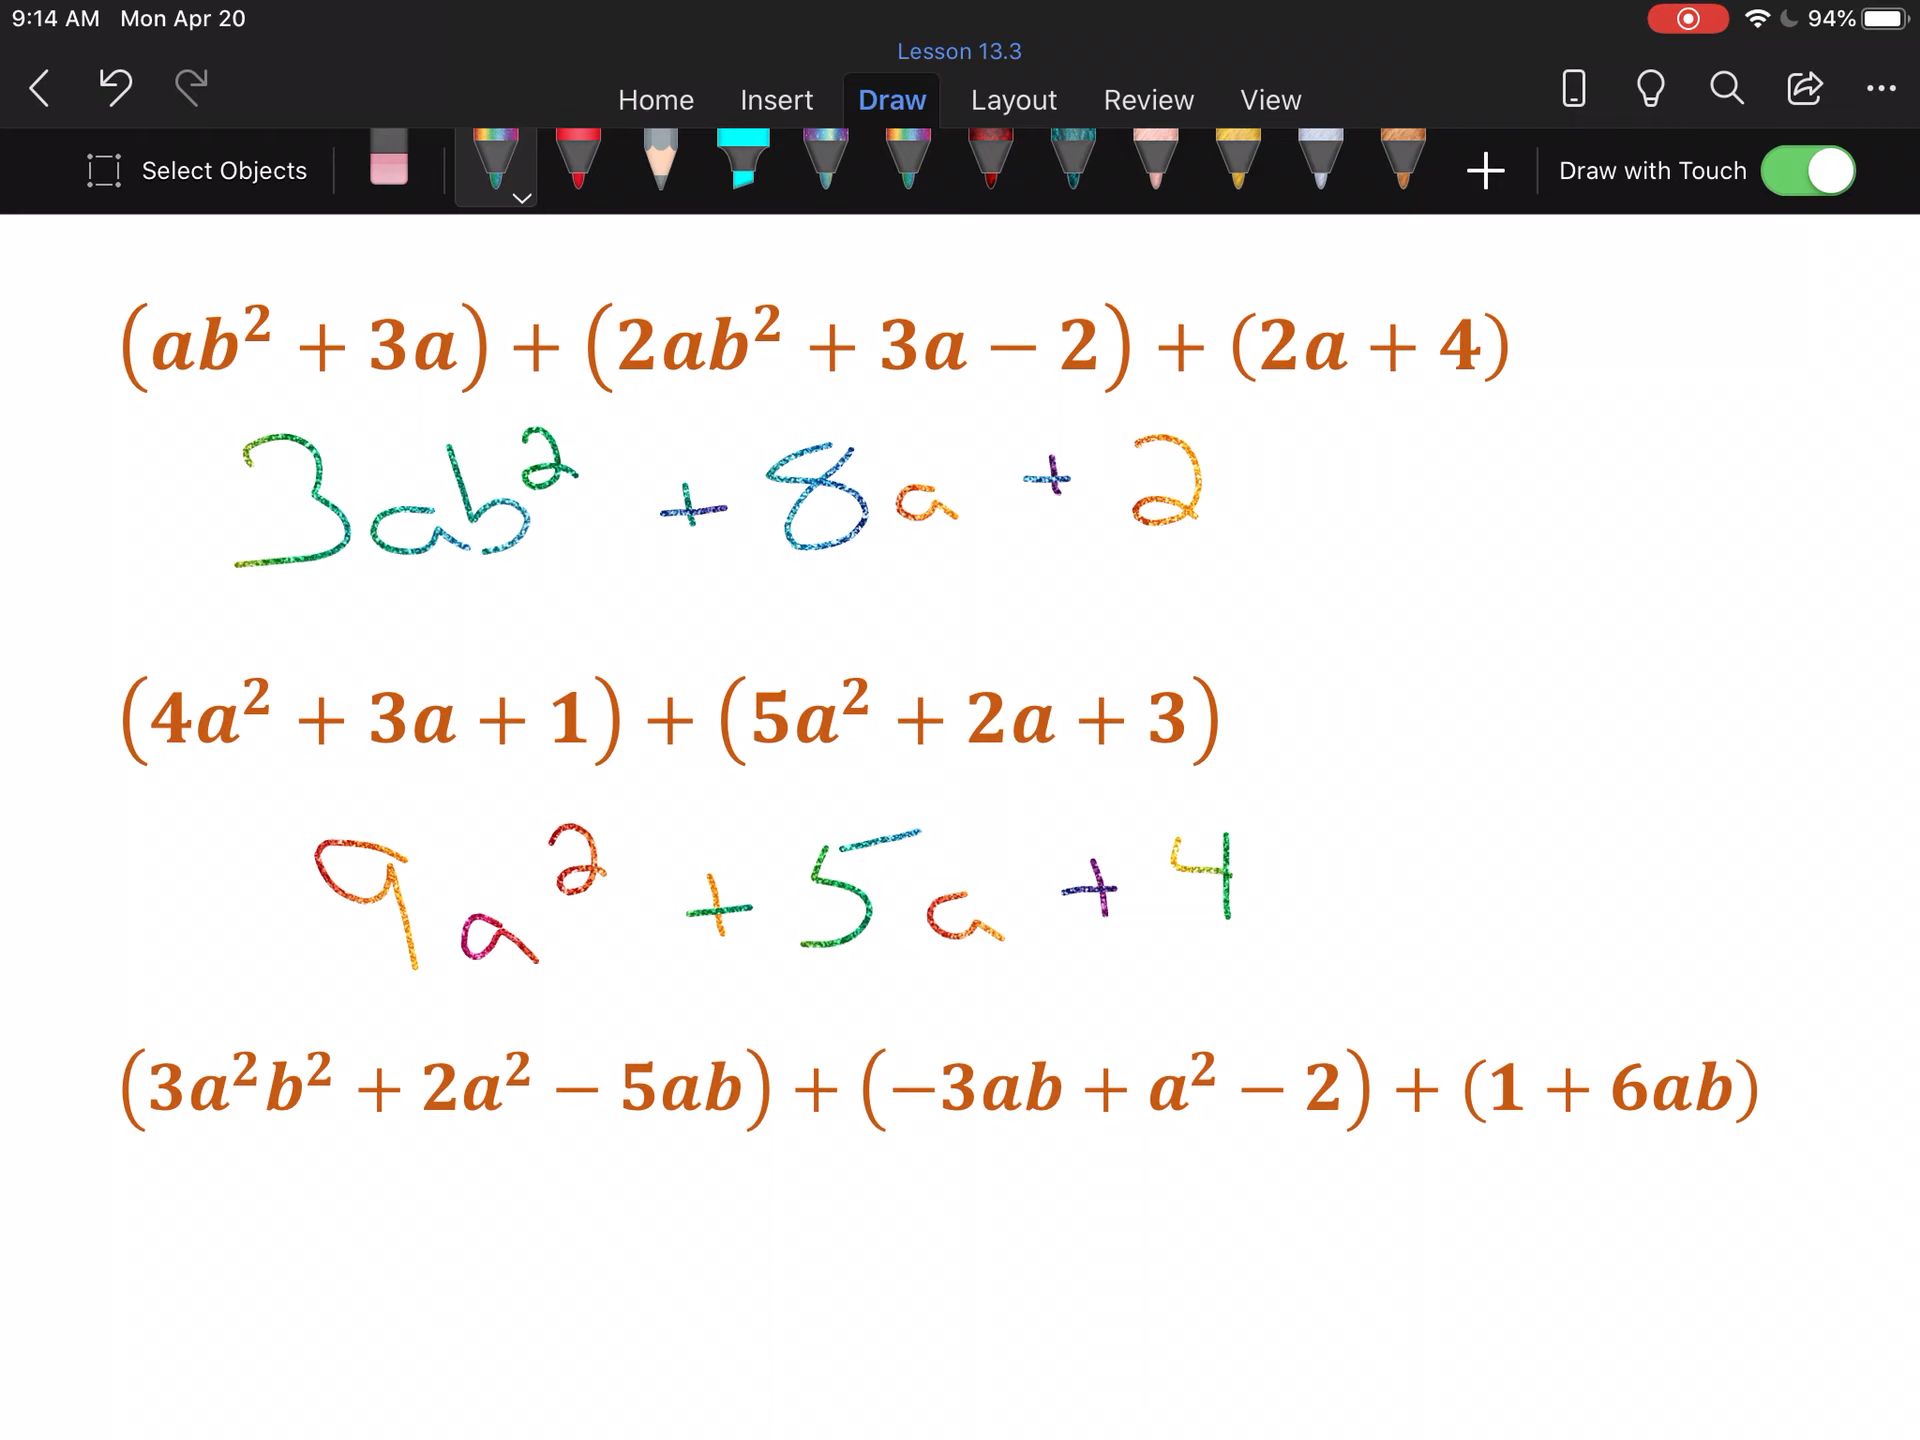 9:14 AM Mon Apr 20 94%
Lesson 13.3
Home Insert Draw Layout Review View
Select Objects Draw with Touch
(ab² + 3a) + (2ab² + 3a − 2) + (2a + 4)
3ab² + 8a + 2
(4a² + 3a + 1) + (5a² + 2a + 3)
9a² + 5a + 4
(3a²b² + 2a² − 5ab) + (−3ab + a² − 2) + (1 + 6ab)